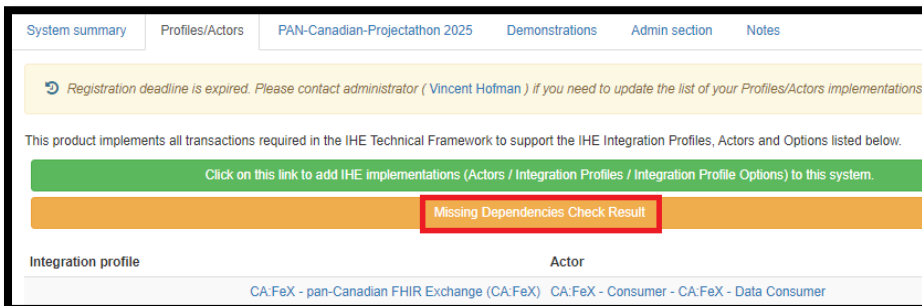 System summary Profiles/Actors PAN-Canadian-Projectathon 2025 Demonstrations Admin section Notes
Registration deadline is expired. Please contact administrator ( Vincent Hofman ) if you need to update the list of your Profiles/Actors implementations
This product implements all transactions required in the IHE Technical Framework to support the IHE Integration Profiles, Actors and Options listed below.
Click on this link to add IHE implementations (Actors / Integration Profiles / Integration Profile Options) to this system.
Missing Dependencies Check Result
Integration profile Actor
CA:FeX - pan-Canadian FHIR Exchange (CA:FeX) CA:FeX - Consumer - CA:FeX - Data Consumer